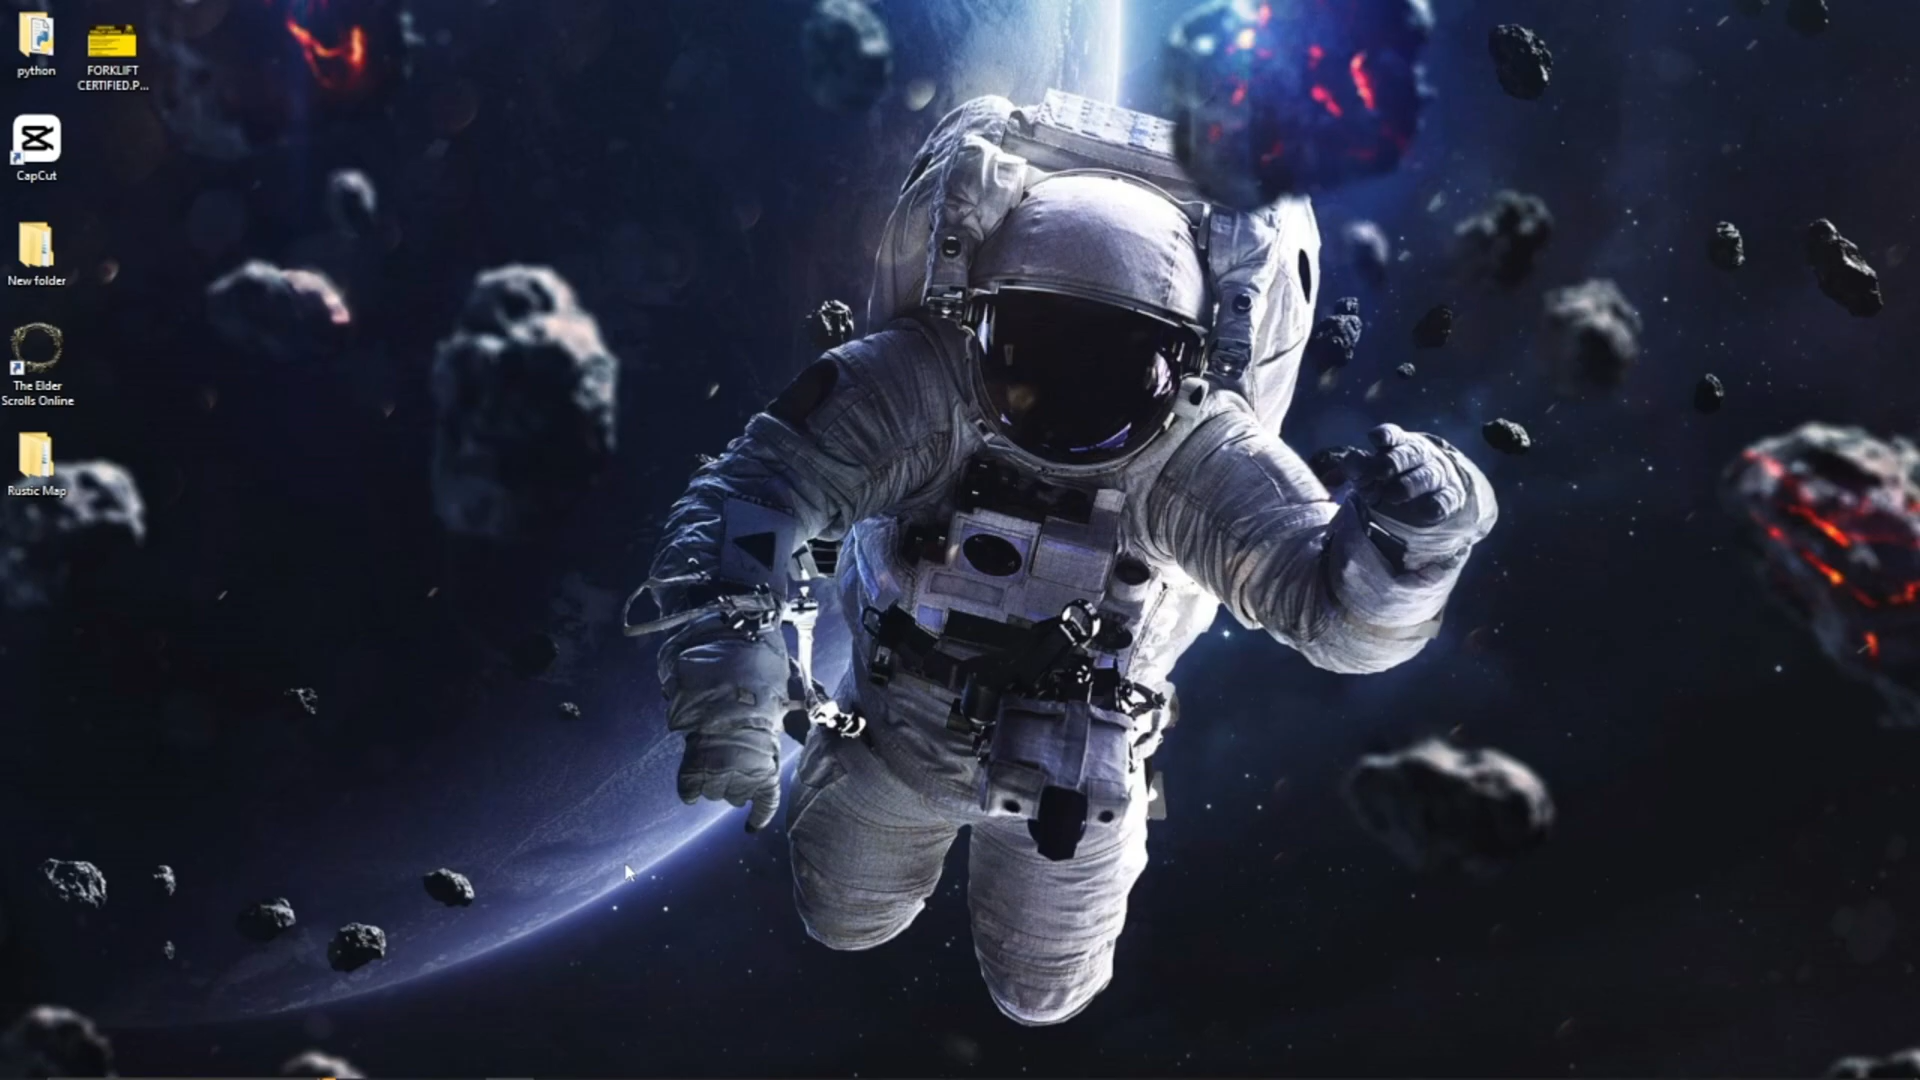 python
FORKLIFT
CERTIFIED.P...
CapCut
New folder
The Elder
Scrolls Online
Rustic Map